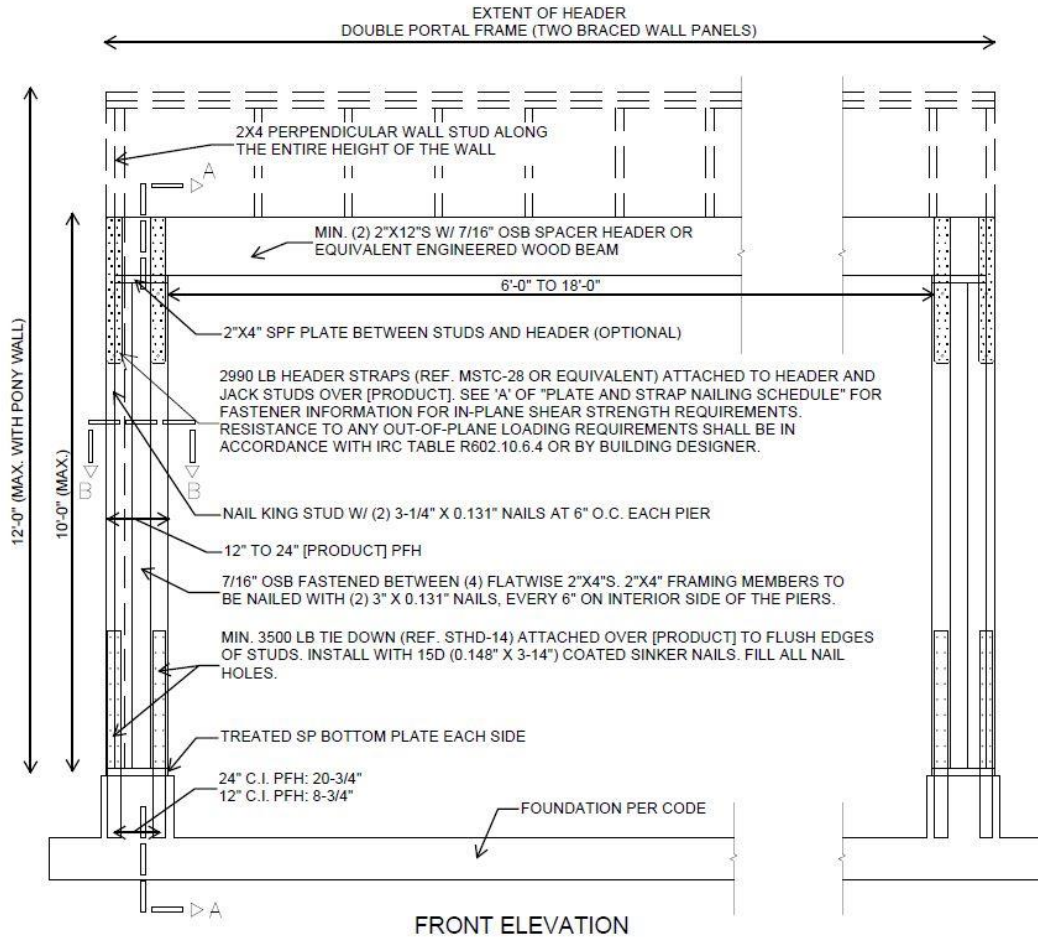 EXTENT OF HEADER
DOUBLE PORTAL FRAME (TWO BRACED WALL PANELS)
2X4 PERPENDICULAR WALL STUD ALONG
THE ENTIRE HEIGHT OF THE WALL
A
MIN. (2) 2"X12"S W/ 7/16" OSB SPACER HEADER OR
EQUIVALENT ENGINEERED WOOD BEAM
6'-0" TO 18'-0"
2"X4" SPF PLATE BETWEEN STUDS AND HEADER (OPTIONAL)
12'-0" (MAX. WITH PONY WALL)
10'-0" (MAX.)
2990 LB HEADER STRAPS (REF. MSTC-28 OR EQUIVALENT) ATTACHED TO HEADER AND
JACK STUDS OVER [PRODUCT]. SEE 'A' OF "PLATE AND STRAP NAILING SCHEDULE" FOR
FASTENER INFORMATION FOR IN-PLANE SHEAR STRENGTH REQUIREMENTS.
RESISTANCE TO ANY OUT-OF-PLANE LOADING REQUIREMENTS SHALL BE IN
ACCORDANCE WITH IRC TABLE R602.10.6.4 OR BY BUILDING DESIGNER.
B
B
NAIL KING STUD W/ (2) 3-1/4" X 0.131" NAILS AT 6" O.C. EACH PIER
12" TO 24" [PRODUCT] PFH
7/16" OSB FASTENED BETWEEN (4) FLATWISE 2"X4"S. 2"X4" FRAMING MEMBERS TO
BE NAILED WITH (2) 3" X 0.131" NAILS, EVERY 6" ON INTERIOR SIDE OF THE PIERS.
MIN. 3500 LB TIE DOWN (REF. STHD-14) ATTACHED OVER [PRODUCT] TO FLUSH EDGES
OF STUDS. INSTALL WITH 15D (0.148" X 3-14") COATED SINKER NAILS. FILL ALL NAIL
HOLES.
TREATED SP BOTTOM PLATE EACH SIDE
24" C.I. PFH: 20-3/4"
12" C.I. PFH: 8-3/4"
FOUNDATION PER CODE
A
FRONT ELEVATION